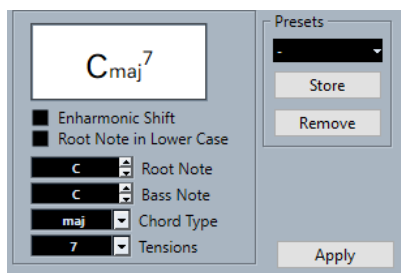 Cmaj7
Enharmonic Shift
Root Note in Lower Case
C Root Note
C Bass Note
maj Chord Type
7 Tensions
Presets
-
Store
Remove
Apply